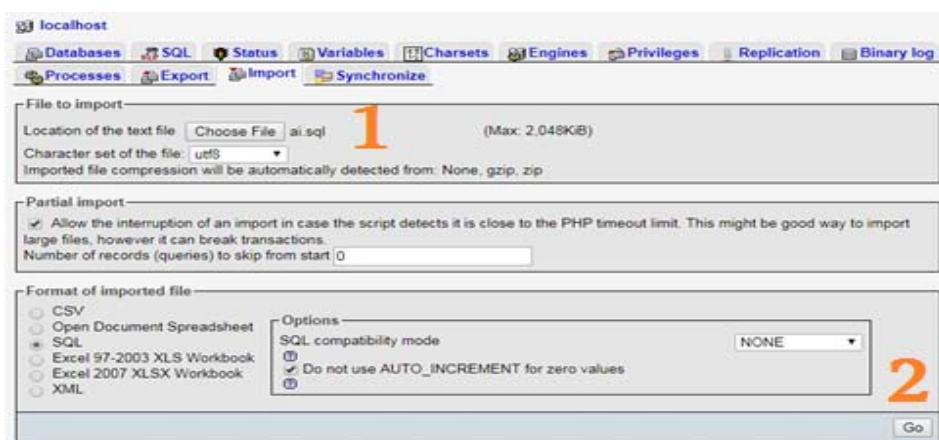 localhost
Databases SQL Status Variables Charsets Engines Privileges Replication Binary log
Processes Export Import Synchronize
File to import
Location of the text file Choose File ai.sql (Max: 2,048KiB)
1
Character set of the file: utf8
Imported file compression will be automatically detected from: None, gzip, zip
Partial import
Allow the interruption of an import in case the script detects it is close to the PHP timeout limit. This might be good way to import
large files, however it can break transactions.
Number of records (queries) to skip from start 0
Format of imported file
CSV
Open Document Spreadsheet
SQL
Excel 97-2003 XLS Workbook
Excel 2007 XLSX Workbook
XML
Options
SQL compatibility mode NONE
Do not use AUTO_INCREMENT for zero values
2
Go